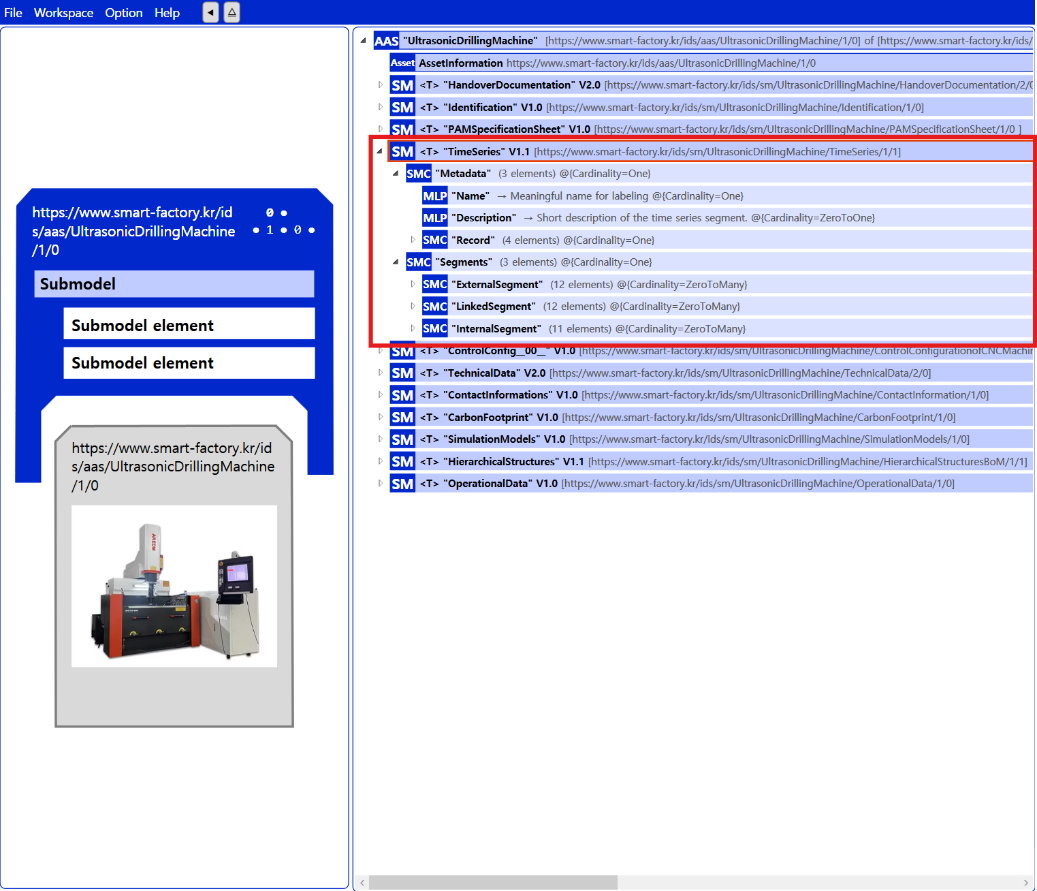 File Workspace Option Help
https://www.smart-factory.kr/id
s/aas/UltrasonicDrillingMachine
/1/0
0
1 0
Submodel
Submodel element
Submodel element
https://www.smart-factory.kr/id
s/aas/UltrasonicDrillingMachine
/1/0
AAS "UltrasonicDrillingMachine" [https://www.smart-factory.kr/ids/aas/UltrasonicDrillingMachine/1/0] of [https://www.smart-factory.kr/ids/
Asset AssetInformation https://www.smart-factory.kr/ids/aas/UltrasonicDrillingMachine/1/0
SM <T> "HandoverDocumentation" V2.0 [https://www.smart-factory.kr/ids/sm/UltrasonicDrillingMachine/HandoverDocumentation/2/0
SM <T> "Identification" V1.0 [https://www.smart-factory.kr/ids/sm/UltrasonicDrillingMachine/Identification/1/0]
SM <T> "PAMSpecificationSheet" V1.0 [https://www.smart-factory.kr/ids/sm/UltrasonicDrillingMachine/PAMSpecificationSheet/1/0 ]
SM <T> "TimeSeries" V1.1 [https://www.smart-factory.kr/ids/sm/UltrasonicDrillingMachine/TimeSeries/1/1]
SMC "Metadata" (3 elements) @{Cardinality=One}
MLP "Name" → Meaningful name for labeling @{Cardinality=One}
MLP "Description" → Short description of the time series segment. @{Cardinality=ZeroToOne}
SMC "Record" (4 elements) @{Cardinality=One}
SMC "Segments" (3 elements) @{Cardinality=One}
SMC "ExternalSegment" (12 elements) @{Cardinality=ZeroToMany}
SMC "LinkedSegment" (12 elements) @{Cardinality=ZeroToMany}
SMC "InternalSegment" (11 elements) @{Cardinality=ZeroToMany}
SM <T> "ControlConfig__00__" V1.0 [https://www.smart-factory.kr/ids/sm/UltrasonicDrillingMachine/ControlConfigurationofCNCMachin
SM <T> "TechnicalData" V2.0 [https://www.smart-factory.kr/ids/sm/UltrasonicDrillingMachine/TechnicalData/2/0]
SM <T> "ContactInformations" V1.0 [https://www.smart-factory.kr/ids/sm/UltrasonicDrillingMachine/ContactInformation/1/0]
SM <T> "CarbonFootprint" V1.0 [https://www.smart-factory.kr/ids/sm/UltrasonicDrillingMachine/CarbonFootprint/1/0]
SM <T> "SimulationModels" V1.0 [https://www.smart-factory.kr/ids/sm/UltrasonicDrillingMachine/SimulationModels/1/0]
SM <T> "HierarchicalStructures" V1.1 [https://www.smart-factory.kr/ids/sm/UltrasonicDrillingMachine/HierarchicalStructuresBoM/1/1]
SM <T> "OperationalData" V1.0 [https://www.smart-factory.kr/ids/sm/UltrasonicDrillingMachine/OperationalData/1/0]